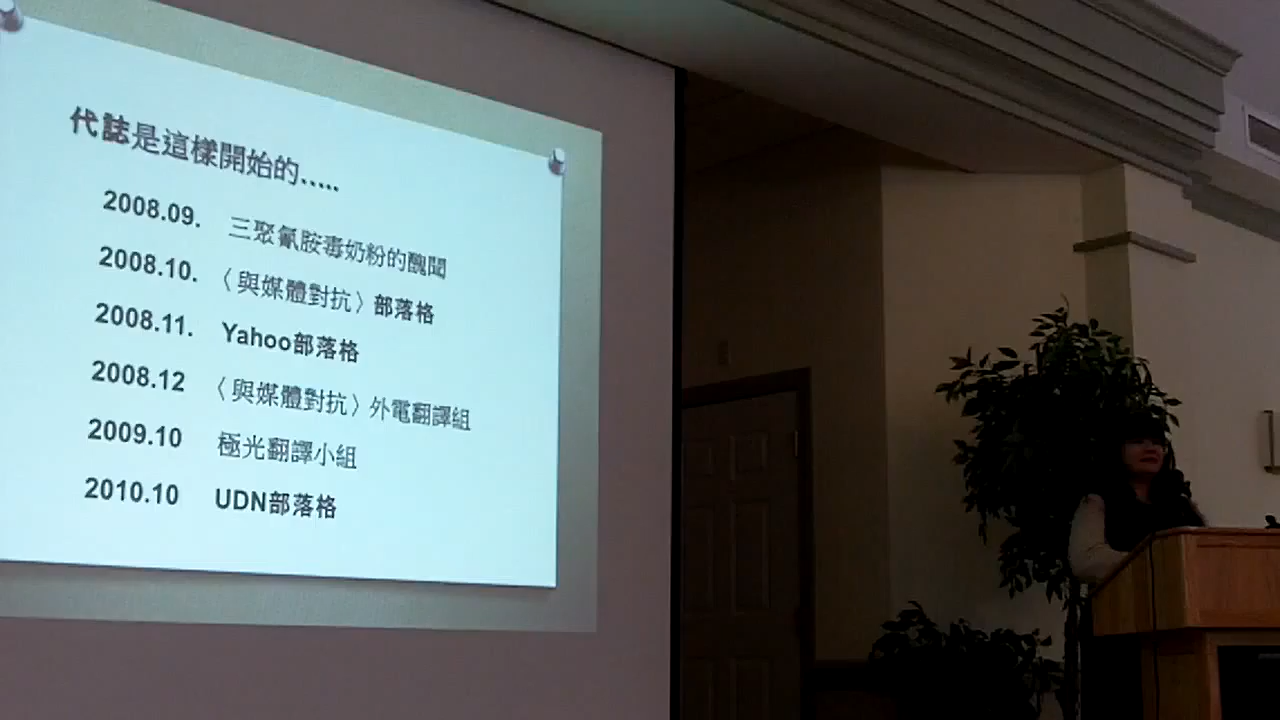 代誌是這樣開始的.....
2008.09. 三聚氰胺毒奶粉的醜聞
2008.10. 〈與媒體對抗〉部落格
2008.11. Yahoo部落格
2008.12 〈與媒體對抗〉外電翻譯組
2009.10 極光翻譯小組
2010.10 UDN部落格